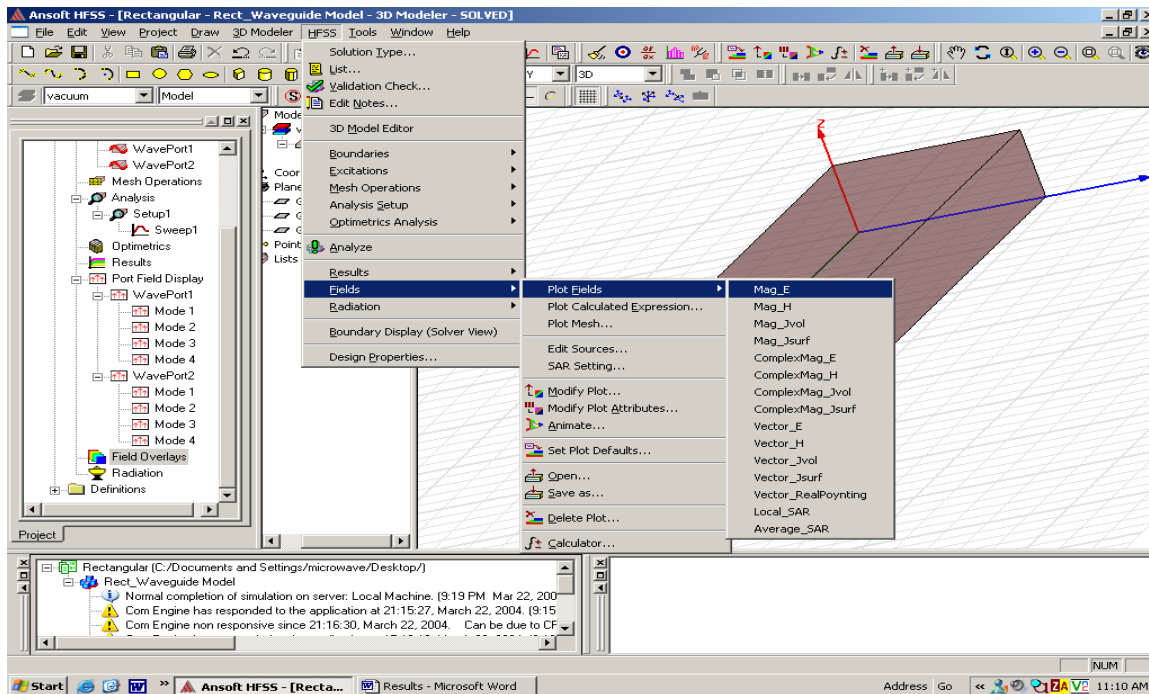 Ansoft HFSS - [Rectangular - Rect_Waveguide Model - 3D Modeler - SOLVED]
File Edit View Project Draw 3D Modeler HFSS Tools Window Help
vacuum Model
Y 3D
WavePort1
WavePort2
Mesh Operations
Analysis
Setup1
Sweep1
Optimetrics
Results
Port Field Display
WavePort1
Mode 1
Mode 2
Mode 3
Mode 4
WavePort2
Mode 1
Mode 2
Mode 3
Mode 4
Field Overlays
Radiation
Definitions
Project
Mode
v
Coor
Plane
G
G
G
Point
Lists
Solution Type...
List...
Validation Check...
Edit Notes...
3D Model Editor
Boundaries
Excitations
Mesh Operations
Analysis Setup
Optimetrics Analysis
Analyze
Results
Fields
Radiation
Boundary Display (Solver View)
Design Properties...
Plot Fields
Plot Calculated Expression...
Plot Mesh...
Edit Sources...
SAR Setting...
Modify Plot...
Modify Plot Attributes...
Animate...
Set Plot Defaults...
Open...
Save as...
Delete Plot...
Calculator...
Mag_E
Mag_H
Mag_Jvol
Mag_Jsurf
ComplexMag_E
ComplexMag_H
ComplexMag_Jvol
ComplexMag_Jsurf
Vector_E
Vector_H
Vector_Jvol
Vector_Jsurf
Vector_RealPoynting
Local_SAR
Average_SAR
Z
Rectangular (C:/Documents and Settings/microwave/Desktop/)
Rect_Waveguide Model
Normal completion of simulation on server: Local Machine. (9:19 PM Mar 22, 200
Com Engine has responded to the application at 21:15:27, March 22, 2004. (9:15
Com Engine non responsive since 21:16:30, March 22, 2004. Can be due to CF
NUM
Start Ansoft HFSS - [Recta... Results - Microsoft Word Address Go 11:10 AM